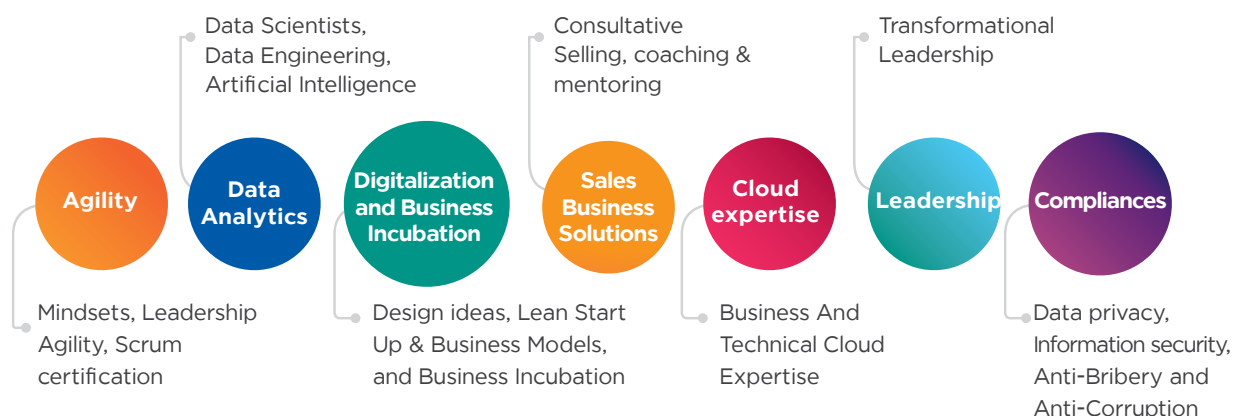 Data Scientists,
Data Engineering,
Artificial Intelligence
Consultative
Selling, coaching &
mentoring
Transformational
Leadership
Agility
Data
Analytics
Digitalization
and Business
Incubation
Sales
Business
Solutions
Cloud
expertise
Leadership
Compliances
Mindsets, Leadership
Agility, Scrum
certification
Design ideas, Lean Start
Up & Business Models,
and Business Incubation
Business And
Technical Cloud
Expertise
Data privacy,
Information security,
Anti-Bribery and
Anti-Corruption